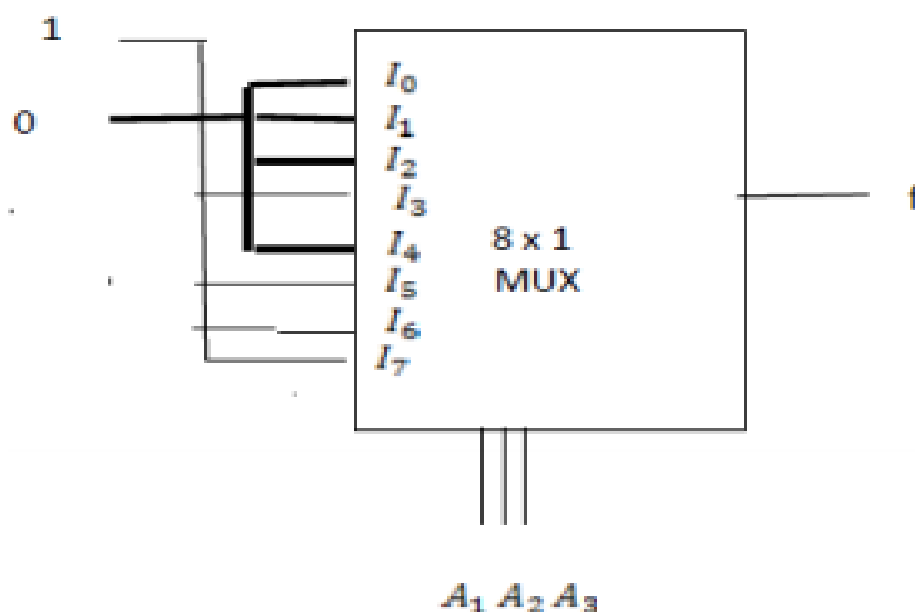 1
0
I₀
I₁
I₂
I₃
I₄
I₅
I₆
I₇
8 x 1
MUX
f
A₁ A₂ A₃